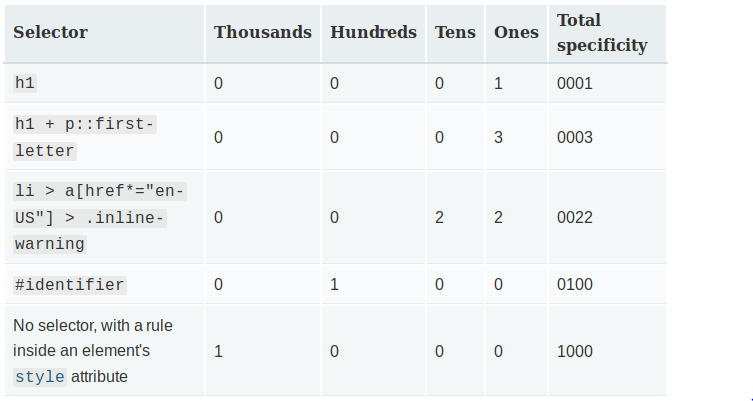 Selector Thousands Hundreds Tens Ones Total
specificity
h1 0 0 0 1 0001
h1 + p::first-
letter 0 0 0 3 0003
li > a[href*="en-
US"] > .inline- 0 0 2 2 0022
warning
#identifier 0 1 0 0 0100
No selector, with a rule
inside an element's 1 0 0 0 1000
style attribute